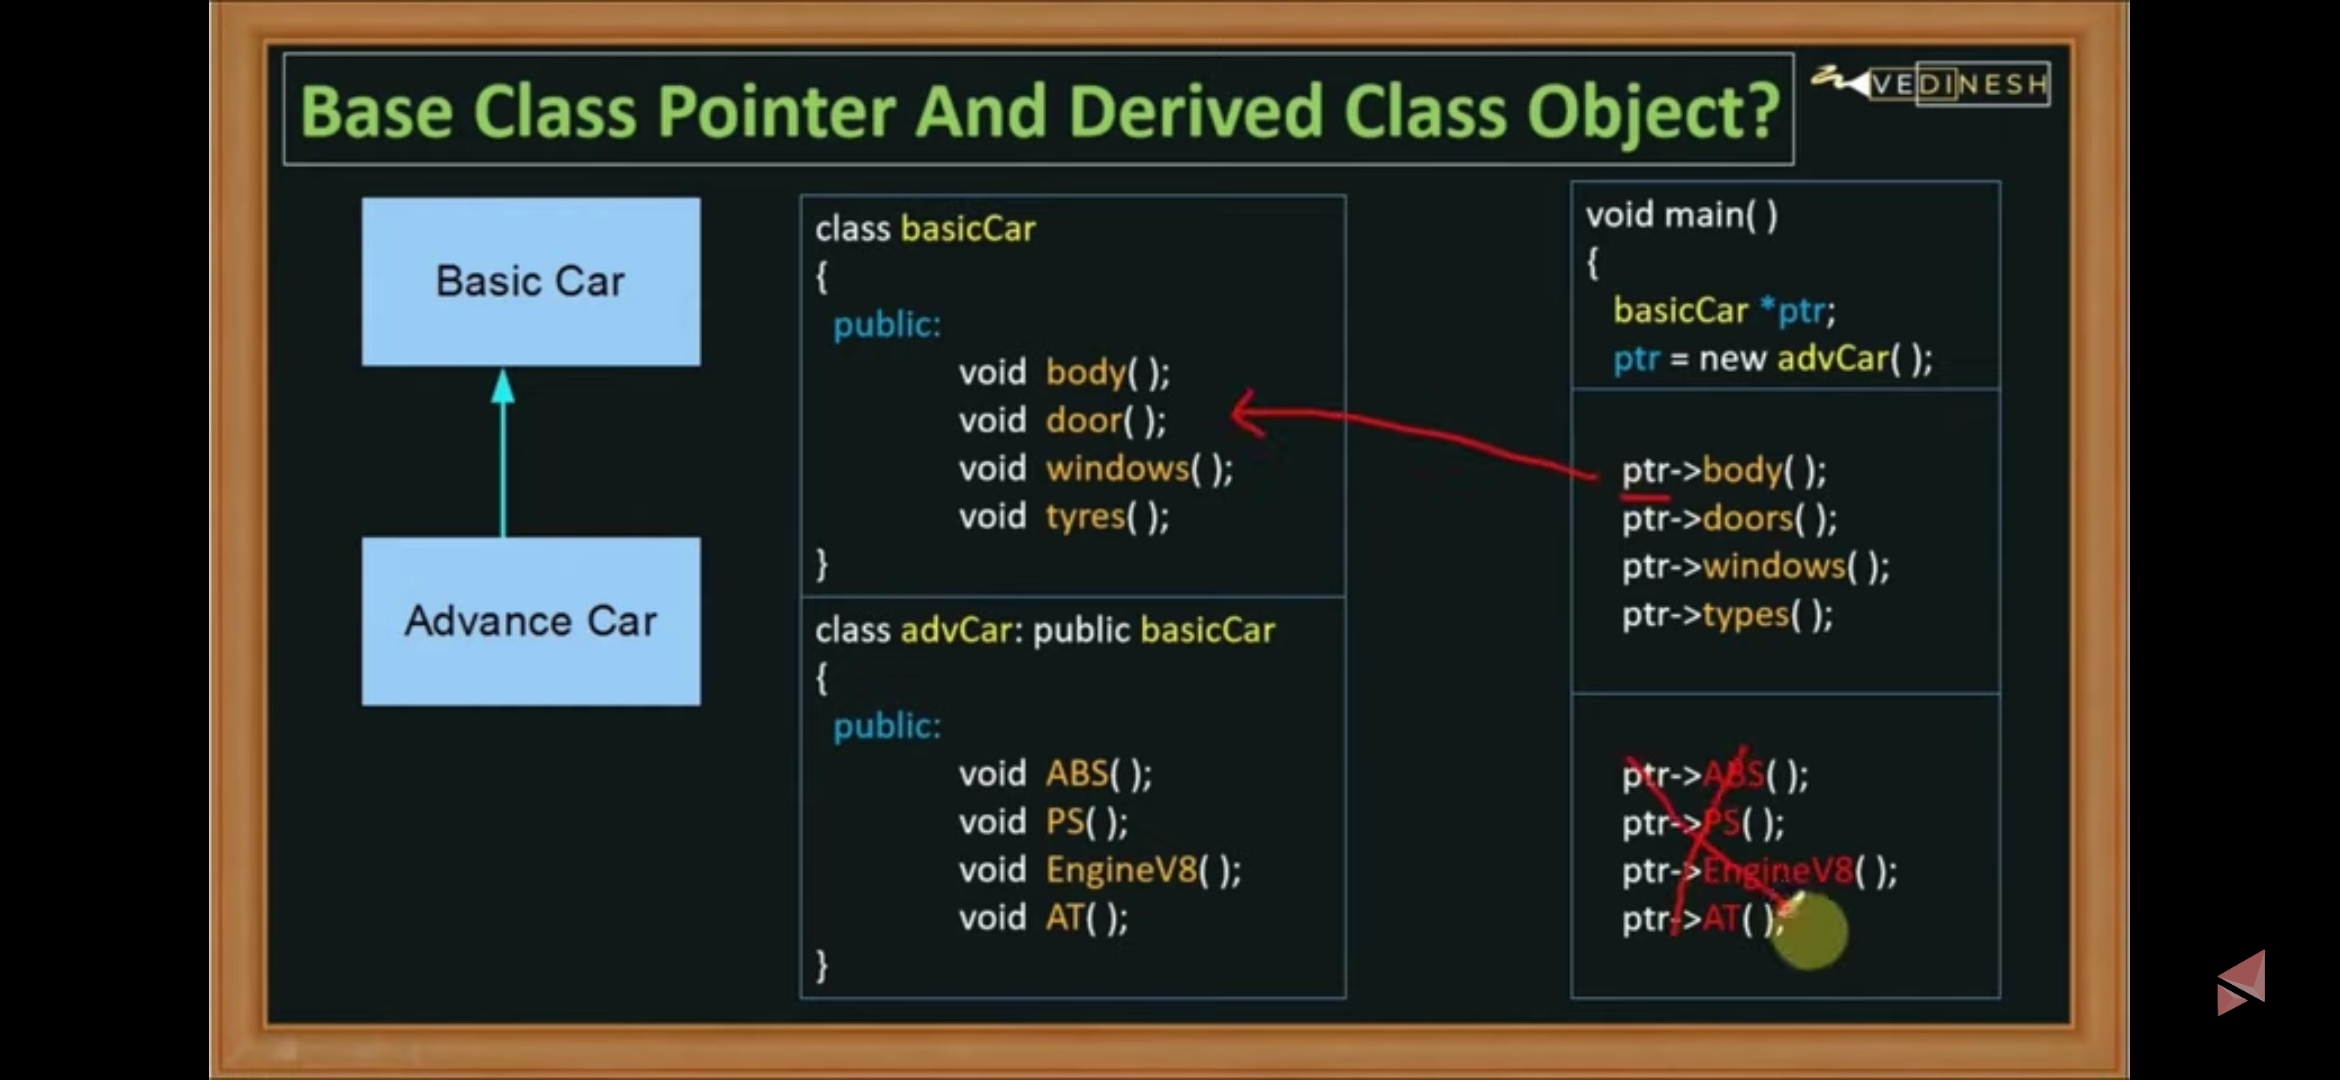 Base Class Pointer And Derived Class Object?
VEDINESH
Basic Car
Advance Car
class basicCar
{
public:
void body( );
void door( );
void windows( );
void tyres( );
}
class advCar: public basicCar
{
public:
void ABS( );
void PS( );
void EngineV8( );
void AT( );
}
void main( )
{
basicCar *ptr;
ptr = new advCar( );
ptr->body( );
ptr->doors( );
ptr->windows( );
ptr->types( );
ptr->ABS( );
ptr->PS( );
ptr->EngineV8( );
ptr->AT( );